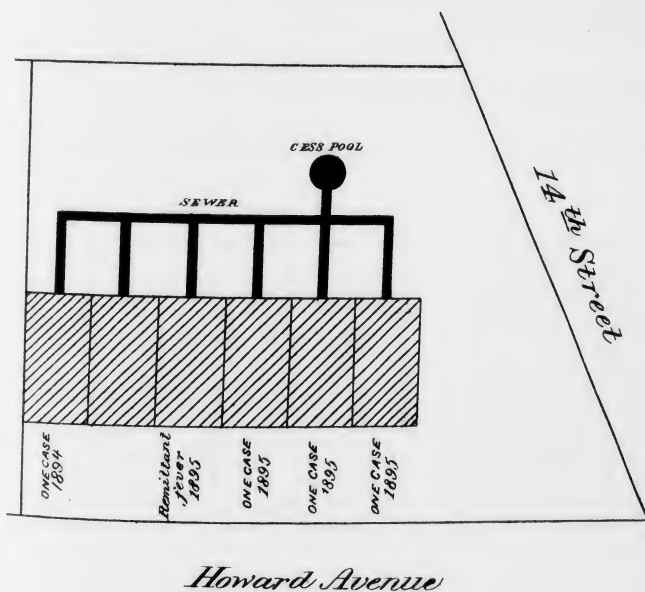 CESS POOL
SEWER
14th Street
ONE CASE
1894
Remittant
fever
1895
ONE CASE
1895
ONE CASE
1895
ONE CASE
1895
Howard Avenue